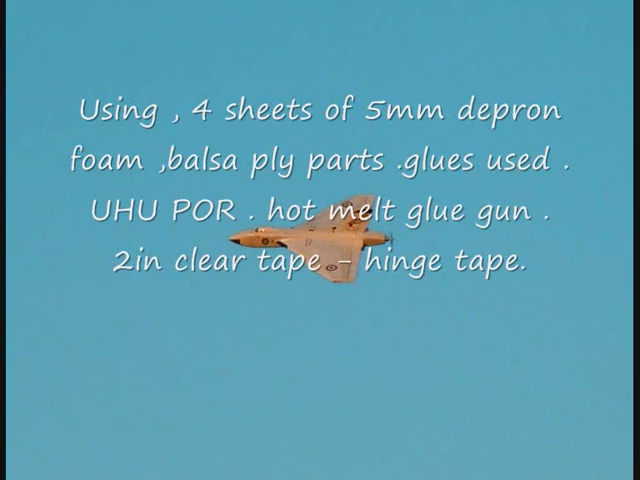 Using , 4 sheets of 5mm depron
foam ,balsa ply parts .glues used .
UHU POR . hot melt glue gun .
2in clear tape - hinge tape.